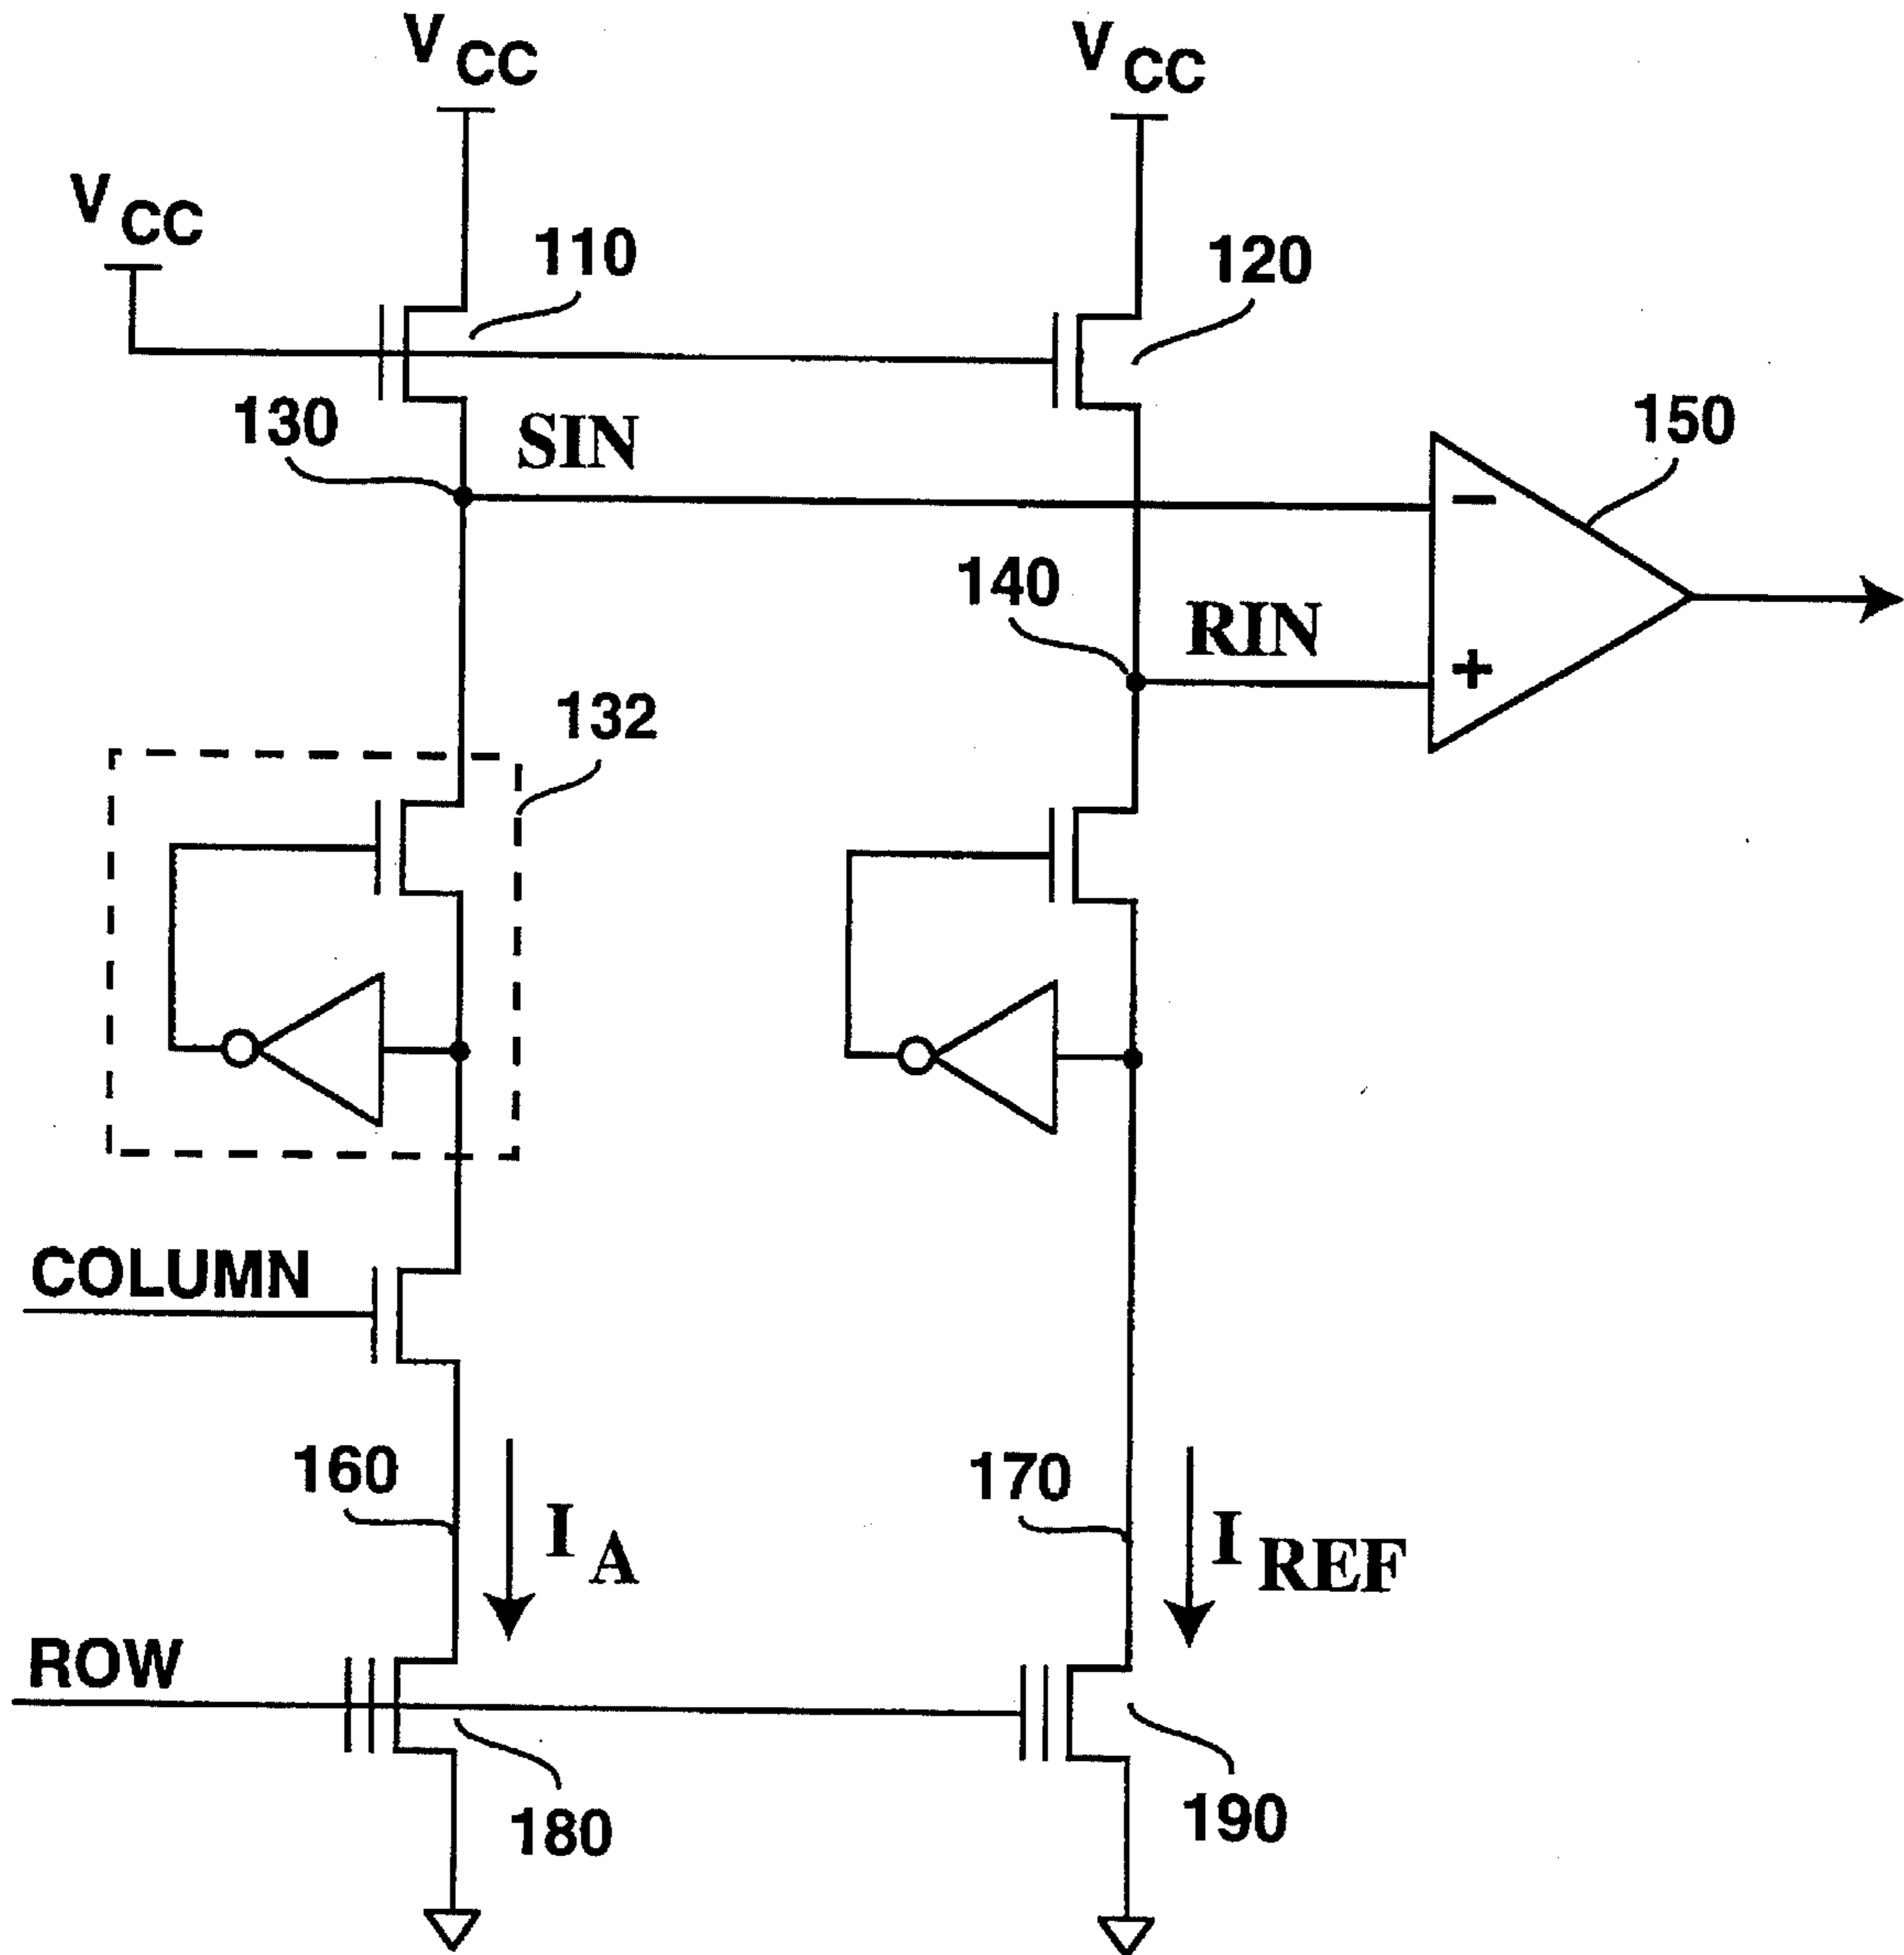 VCC
VCC
VCC
110
120
130
SIN
150
−
140
RIN
+
132
COLUMN
160
IA
170
IREF
ROW
180
190